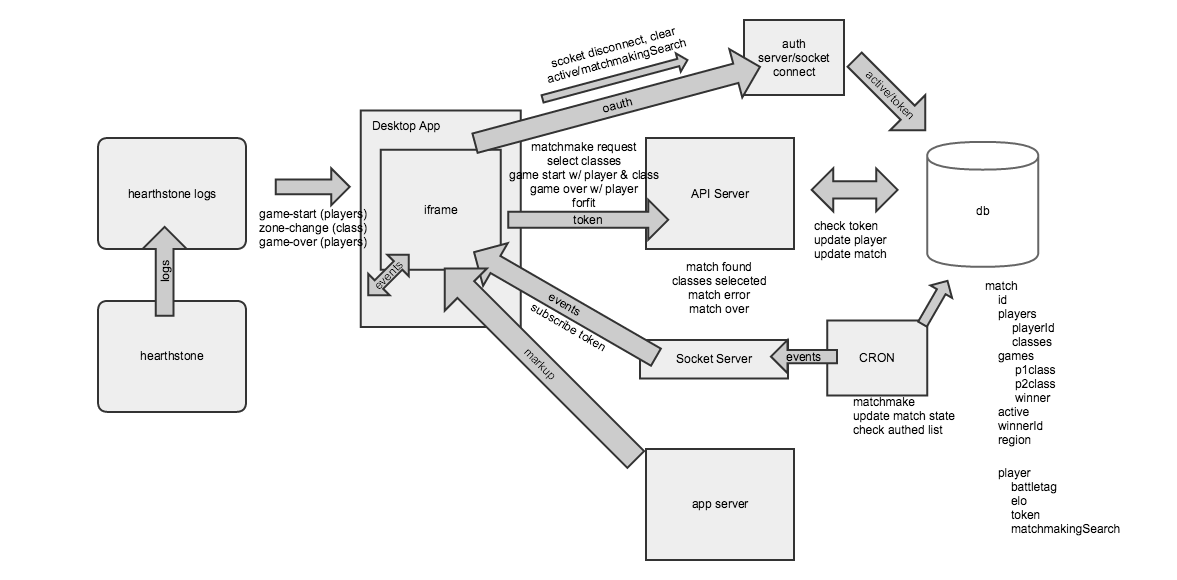 scoket disconnect, clear
active/matchmakingSearch
oauth
auth
server/socket
connect
active/token
Desktop App
hearthstone logs
game-start (players)
zone-change (class)
game-over (players)
logs
hearthstone
iframe
events
matchmake request
select classes
game start w/ player & class
game over w/ player
forfit
token
API Server
match found
classes seleceted
match error
match over
check token
update player
update match
db
events
subscribe token
markup
Socket Server
events
CRON
matchmake
update match state
check authed list
app server
match
id
players
playerId
classes
games
p1class
p2class
winner
active
winnerId
region
player
battletag
elo
token
matchmakingSearch